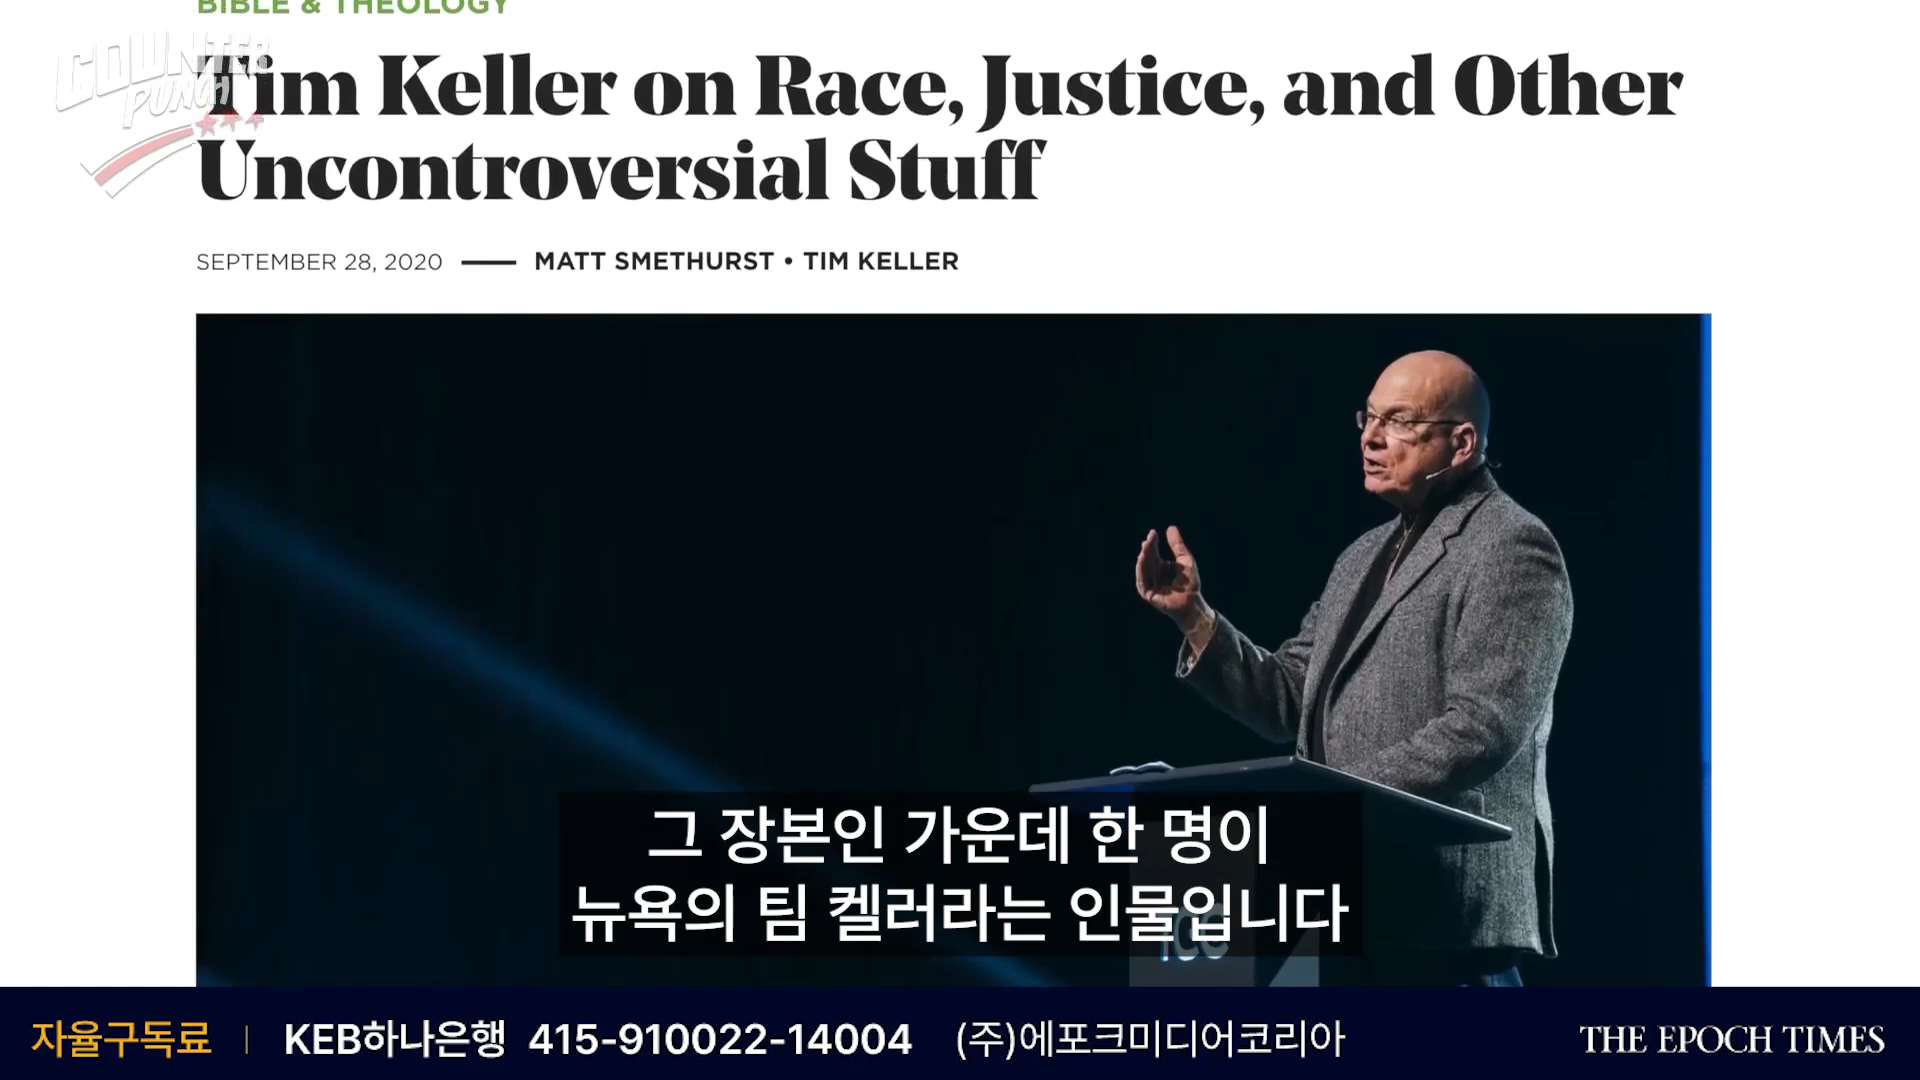 BIBLE & THEOLOGY
COUNTER
PUNCH
Tim Keller on Race, Justice, and Other
Uncontroversial Stuff
SEPTEMBER 28, 2020 — MATT SMETHURST • TIM KELLER
그 장본인 가운데 한 명이
뉴욕의 팀 켈러라는 인물입니다
자율구독료 | KEB하나은행 415-910022-14004 (주)에포크미디어코리아 THE EPOCH TIMES